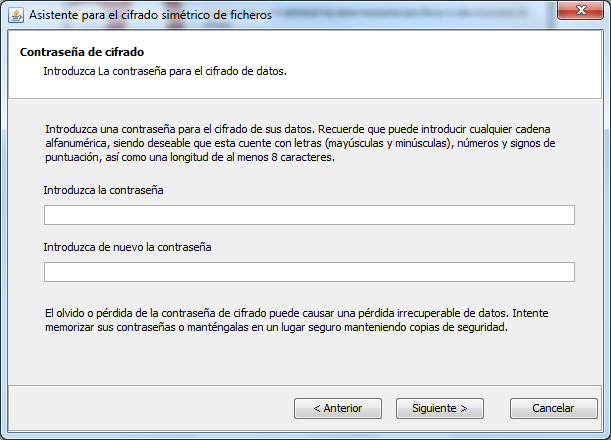 Asistente para el cifrado simétrico de ficheros
Contraseña de cifrado
Introduzca La contraseña para el cifrado de datos.
Introduzca una contraseña para el cifrado de sus datos. Recuerde que puede introducir cualquier cadena
alfanumérica, siendo deseable que esta cuente con letras (mayúsculas y minúsculas), números y signos de
puntuación, así como una longitud de al menos 8 caracteres.
Introduzca la contraseña
Introduzca de nuevo la contraseña
El olvido o pérdida de la contraseña de cifrado puede causar una pérdida irrecuperable de datos. Intente
memorizar sus contraseñas o manténgalas en un lugar seguro manteniendo copias de seguridad.
< Anterior
Siguiente >
Cancelar